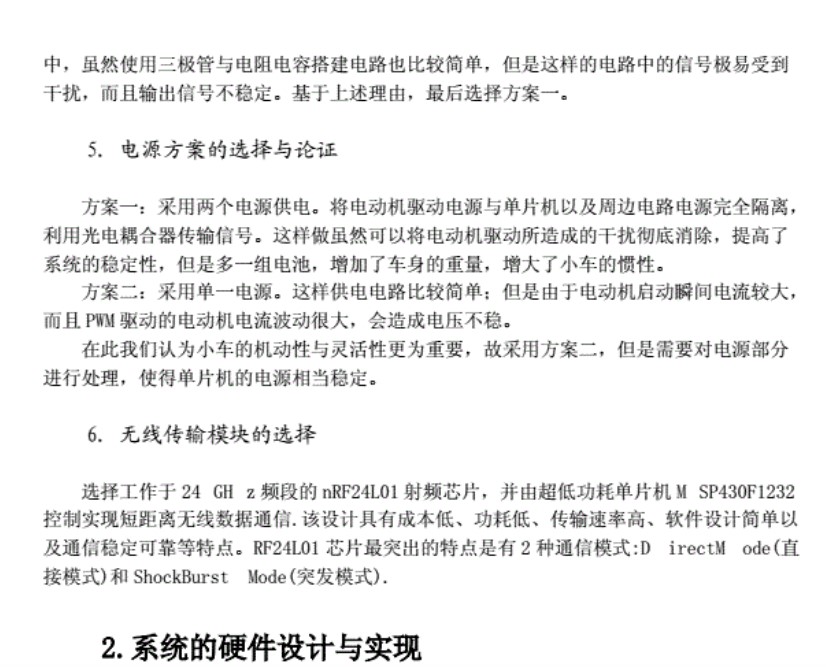 中，虽然使用三极管与电阻电容搭建电路也比较简单，但是这样的电路中的信号极易受到
干扰，而且输出信号不稳定。基于上述理由，最后选择方案一。
5. 电源方案的选择与论证
方案一：采用两个电源供电。将电动机驱动电源与单片机以及周边电路电源完全隔离，
利用光电耦合器传输信号。这样做虽然可以将电动机驱动所造成的干扰彻底消除，提高了
系统的稳定性，但是多一组电池，增加了车身的重量，增大了小车的惯性。
方案二：采用单一电源。这样供电电路比较简单；但是由于电动机启动瞬间电流较大，
而且 PWM 驱动的电动机电流波动很大，会造成电压不稳。
在此我们认为小车的机动性与灵活性更为重要，故采用方案二，但是需要对电源部分
进行处理，使得单片机的电源相当稳定。
6. 无线传输模块的选择
选择工作于 24 GH z 频段的 nRF24L01 射频芯片，并由超低功耗单片机 M SP430F1232
控制实现短距离无线数据通信.该设计具有成本低、功耗低、传输速率高、软件设计简单以
及通信稳定可靠等特点。RF24L01 芯片最突出的特点是有 2 种通信模式:D irectM ode(直
接模式)和 ShockBurst Mode(突发模式).
2.系统的硬件设计与实现